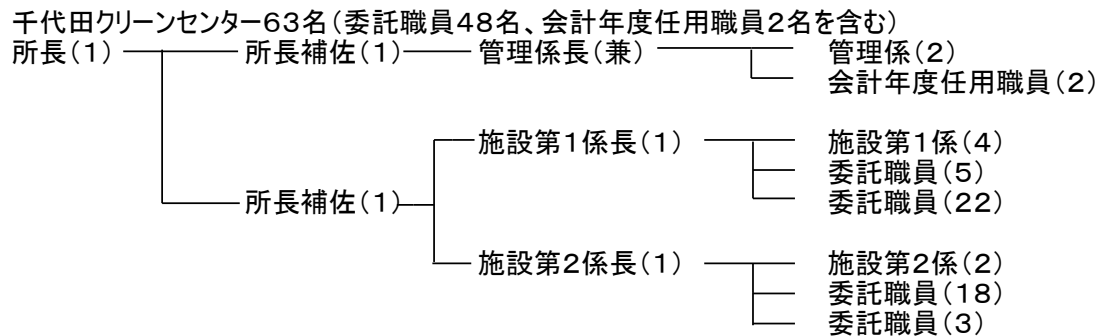 千代田クリーンセンター63名(委託職員48名、会計年度任用職員2名を含む)
所長(1) 所長補佐(1) 管理係長(兼) 管理係(2)
会計年度任用職員(2)
施設第1係長(1) 施設第1係(4)
委託職員(5)
所長補佐(1) 委託職員(22)
施設第2係長(1) 施設第2係(2)
委託職員(18)
委託職員(3)